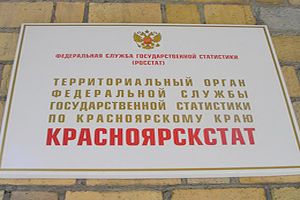 ФЕДЕРАЛЬНАЯ СЛУЖБА ГОСУДАРСТВЕННОЙ СТАТИСТИКИ
(РОССТАТ)
ТЕРРИТОРИАЛЬНЫЙ ОРГАН
ФЕДЕРАЛЬНОЙ СЛУЖБЫ
ГОСУДАРСТВЕННОЙ СТАТИСТИКИ
ПО КРАСНОЯРСКОМУ КРАЮ
КРАСНОЯРСКСТАТ